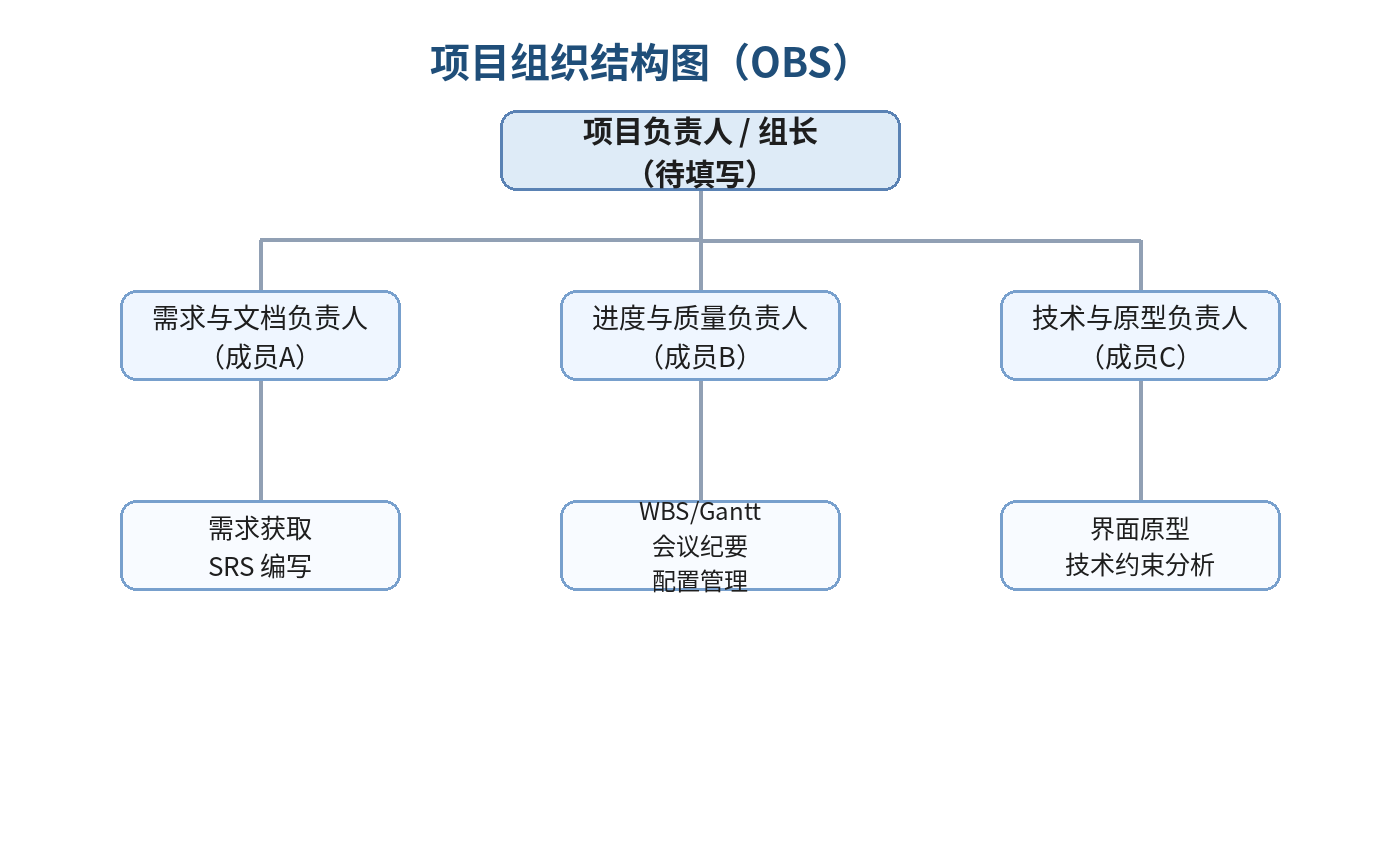 项目组织结构图（OBS）
项目负责人 / 组长
（待填写）
需求与文档负责人
（成员A）
进度与质量负责人
（成员B）
技术与原型负责人
（成员C）
需求获取
SRS 编写
WBS/Gantt
会议纪要
配置管理
界面原型
技术约束分析